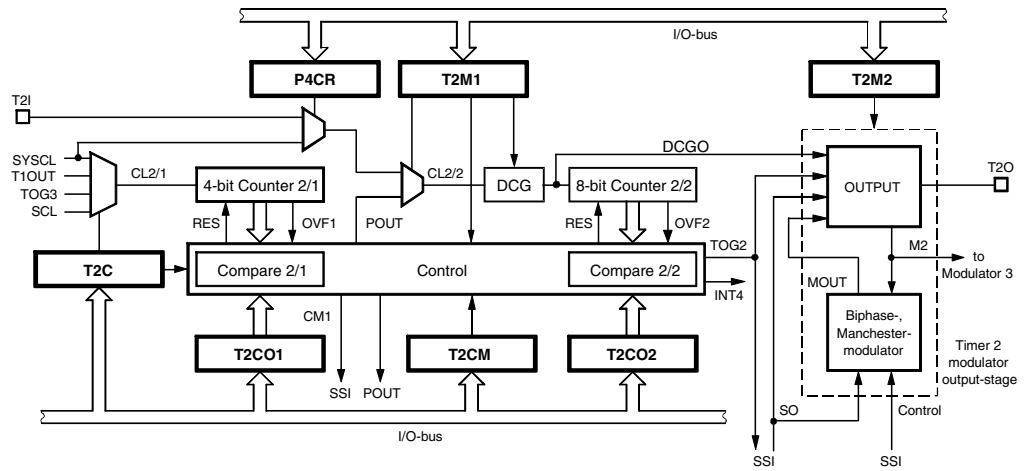 I/O-bus
P4CR
T2M1
T2M2
T2I
SYSCL
T1OUT
TOG3
SCL
CL2/1
4-bit Counter 2/1
CL2/2
DCG
8-bit Counter 2/2
DCGO
OUTPUT
T2O
RES
OVF1
POUT
RES
OVF2
TOG2
M2
to
Modulator 3
T2C
Compare 2/1
Control
Compare 2/2
INT4
MOUT
CM1
Biphase-,
Manchester-
modulator
Timer 2
modulator
output-stage
T2CO1
T2CM
T2CO2
SSI
POUT
SO
Control
I/O-bus
SSI
SSI